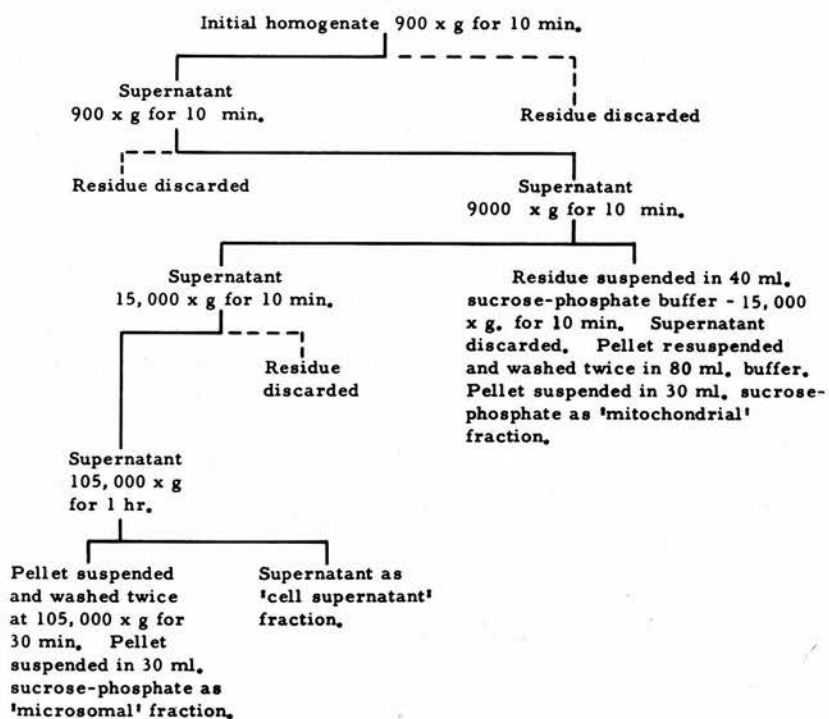 Initial homogenate 900 x g for 10 min.
Supernatant
900 x g for 10 min.
Residue discarded
Residue discarded
Supernatant
9000 x g for 10 min.
Supernatant
15,000 x g for 10 min.
Residue suspended in 40 ml.
sucrose-phosphate buffer - 15,000
x g. for 10 min. Supernatant
discarded. Pellet resuspended
and washed twice in 80 ml. buffer.
Pellet suspended in 30 ml. sucrose-
phosphate as 'mitochondrial'
fraction.
Residue
discarded
Supernatant
105,000 x g
for 1 hr.
Pellet suspended
and washed twice
at 105,000 x g for
30 min. Pellet
suspended in 30 ml.
sucrose-phosphate as
'microsomal' fraction.
Supernatant as
'cell supernatant'
fraction.